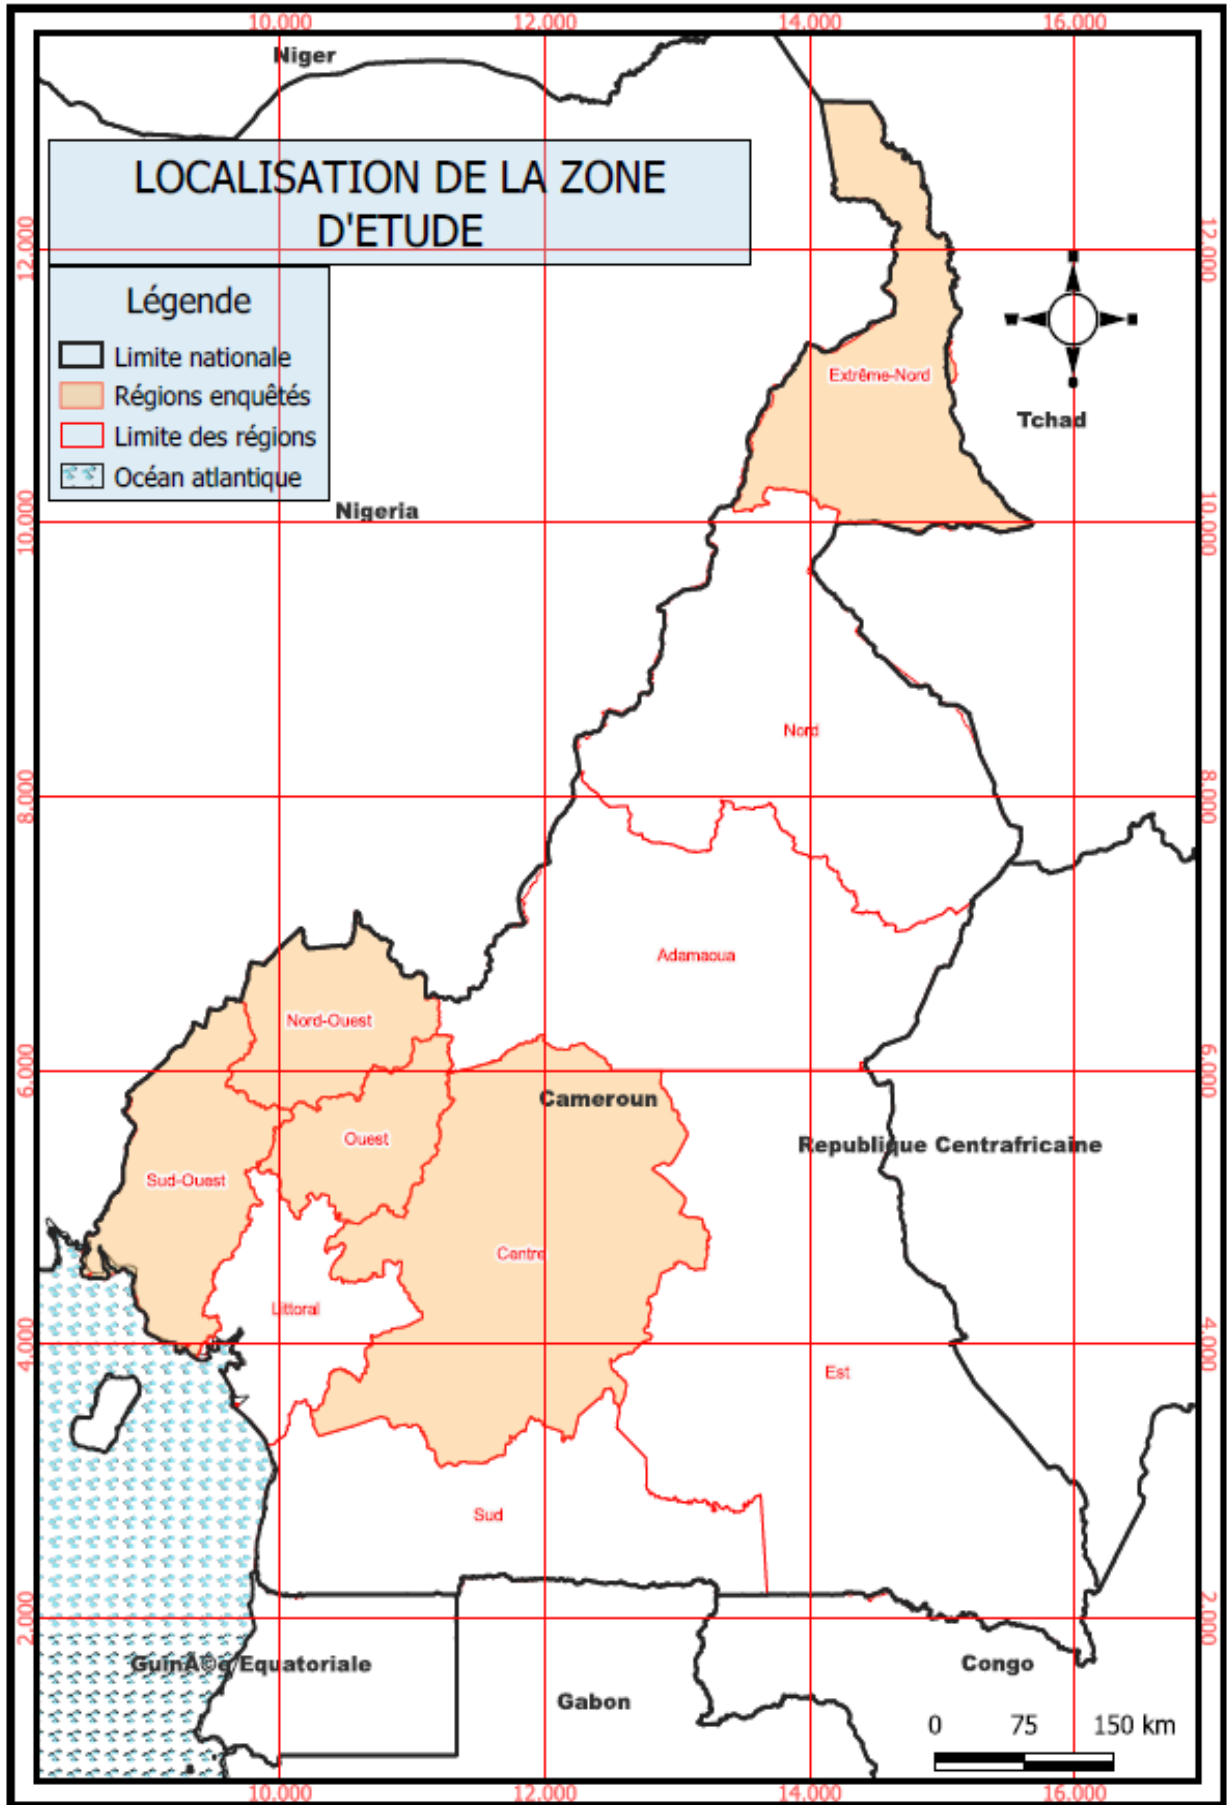 10.000 12.000 14.000 16.000
Niger
LOCALISATION DE LA ZONE
D'ETUDE
12.000 12.000
Légende
Limite nationale
Régions enquêtés
Limite des régions
Océan atlantique
Extrême-Nord
Tchad
Nigeria
10.000 10.000
Nord
8.000 8.000
Adamaoua
Nord-Ouest
6.000 6.000
Cameroun
Ouest
Republique Centrafricaine
Sud-Ouest
Centre
Littoral
4.000 4.000
Est
Sud
2.000 2.000
GuinÃ©e Equatoriale
Congo
Gabon
0 75 150 km
10.000 12.000 14.000 16.000